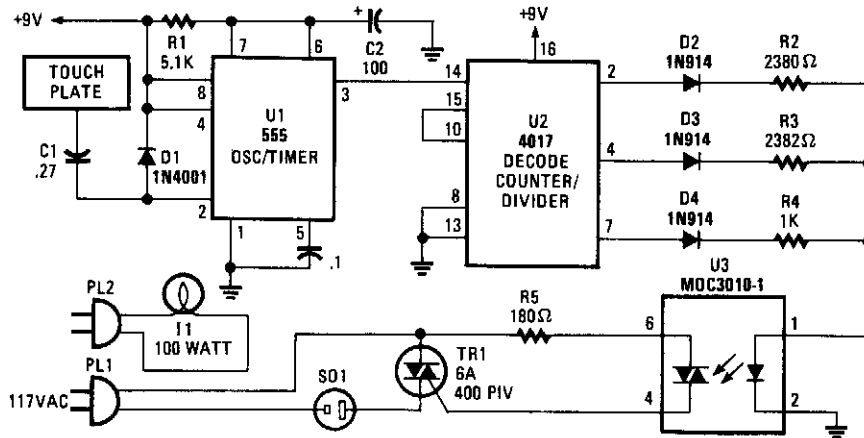 +9V
R1
5.1K
7
6
+
C2
100
+9V
16
D2
1N914
R2
2380Ω
TOUCH
PLATE
8
4
U1
555
OSC/TIMER
3
14
15
10
U2
4017
DECODE
COUNTER/
DIVIDER
2
D3
1N914
R3
2382Ω
4
C1
.27
D1
1N4001
2
1
5
.1
8
13
D4
1N914
R4
1K
7
PL2
I1
100 WATT
PL1
117VAC
SO1
TR1
6A
400 PIV
R5
180Ω
U3
MOC3010-1
6
4
1
2